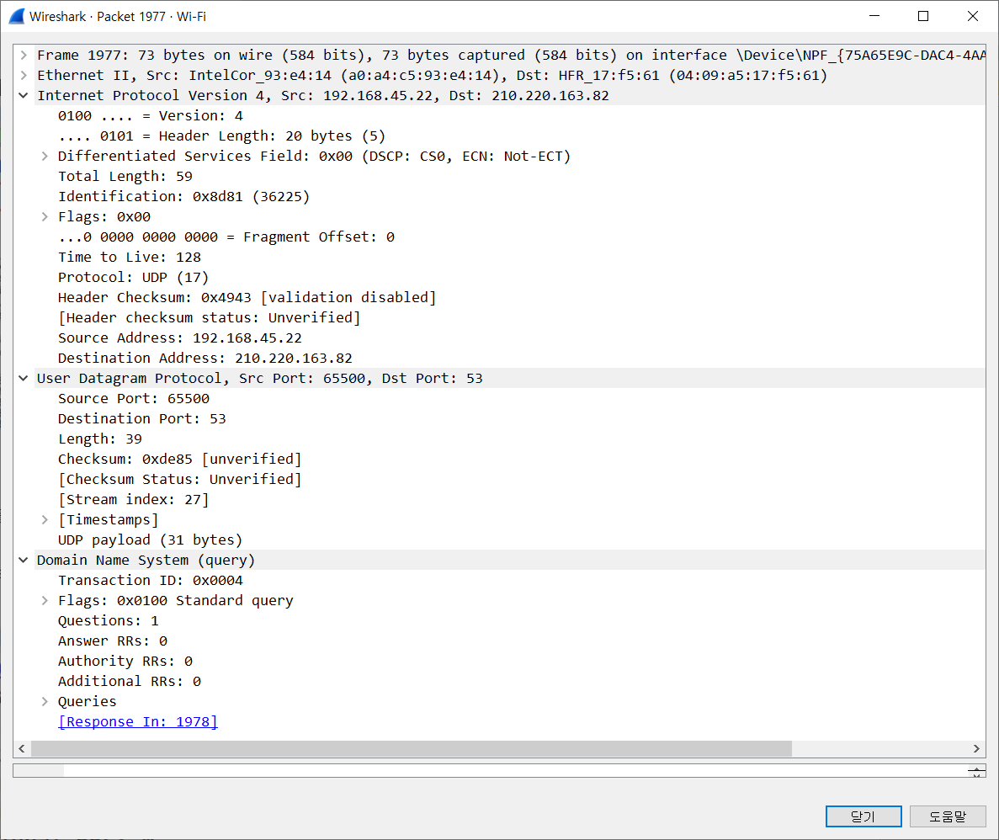 Wireshark · Packet 1977 · Wi-Fi
Frame 1977: 73 bytes on wire (584 bits), 73 bytes captured (584 bits) on interface \Device\NPF_{75A65E9C-DAC4-4AA
Ethernet II, Src: IntelCor_93:e4:14 (a0:a4:c5:93:e4:14), Dst: HFR_17:f5:61 (04:09:a5:17:f5:61)
Internet Protocol Version 4, Src: 192.168.45.22, Dst: 210.220.163.82
0100 .... = Version: 4
.... 0101 = Header Length: 20 bytes (5)
Differentiated Services Field: 0x00 (DSCP: CS0, ECN: Not-ECT)
Total Length: 59
Identification: 0x8d81 (36225)
Flags: 0x00
...0 0000 0000 0000 = Fragment Offset: 0
Time to Live: 128
Protocol: UDP (17)
Header Checksum: 0x4943 [validation disabled]
[Header checksum status: Unverified]
Source Address: 192.168.45.22
Destination Address: 210.220.163.82
User Datagram Protocol, Src Port: 65500, Dst Port: 53
Source Port: 65500
Destination Port: 53
Length: 39
Checksum: 0xde85 [unverified]
[Checksum Status: Unverified]
[Stream index: 27]
[Timestamps]
UDP payload (31 bytes)
Domain Name System (query)
Transaction ID: 0x0004
Flags: 0x0100 Standard query
Questions: 1
Answer RRs: 0
Authority RRs: 0
Additional RRs: 0
Queries
[Response In: 1978]
닫기 도움말